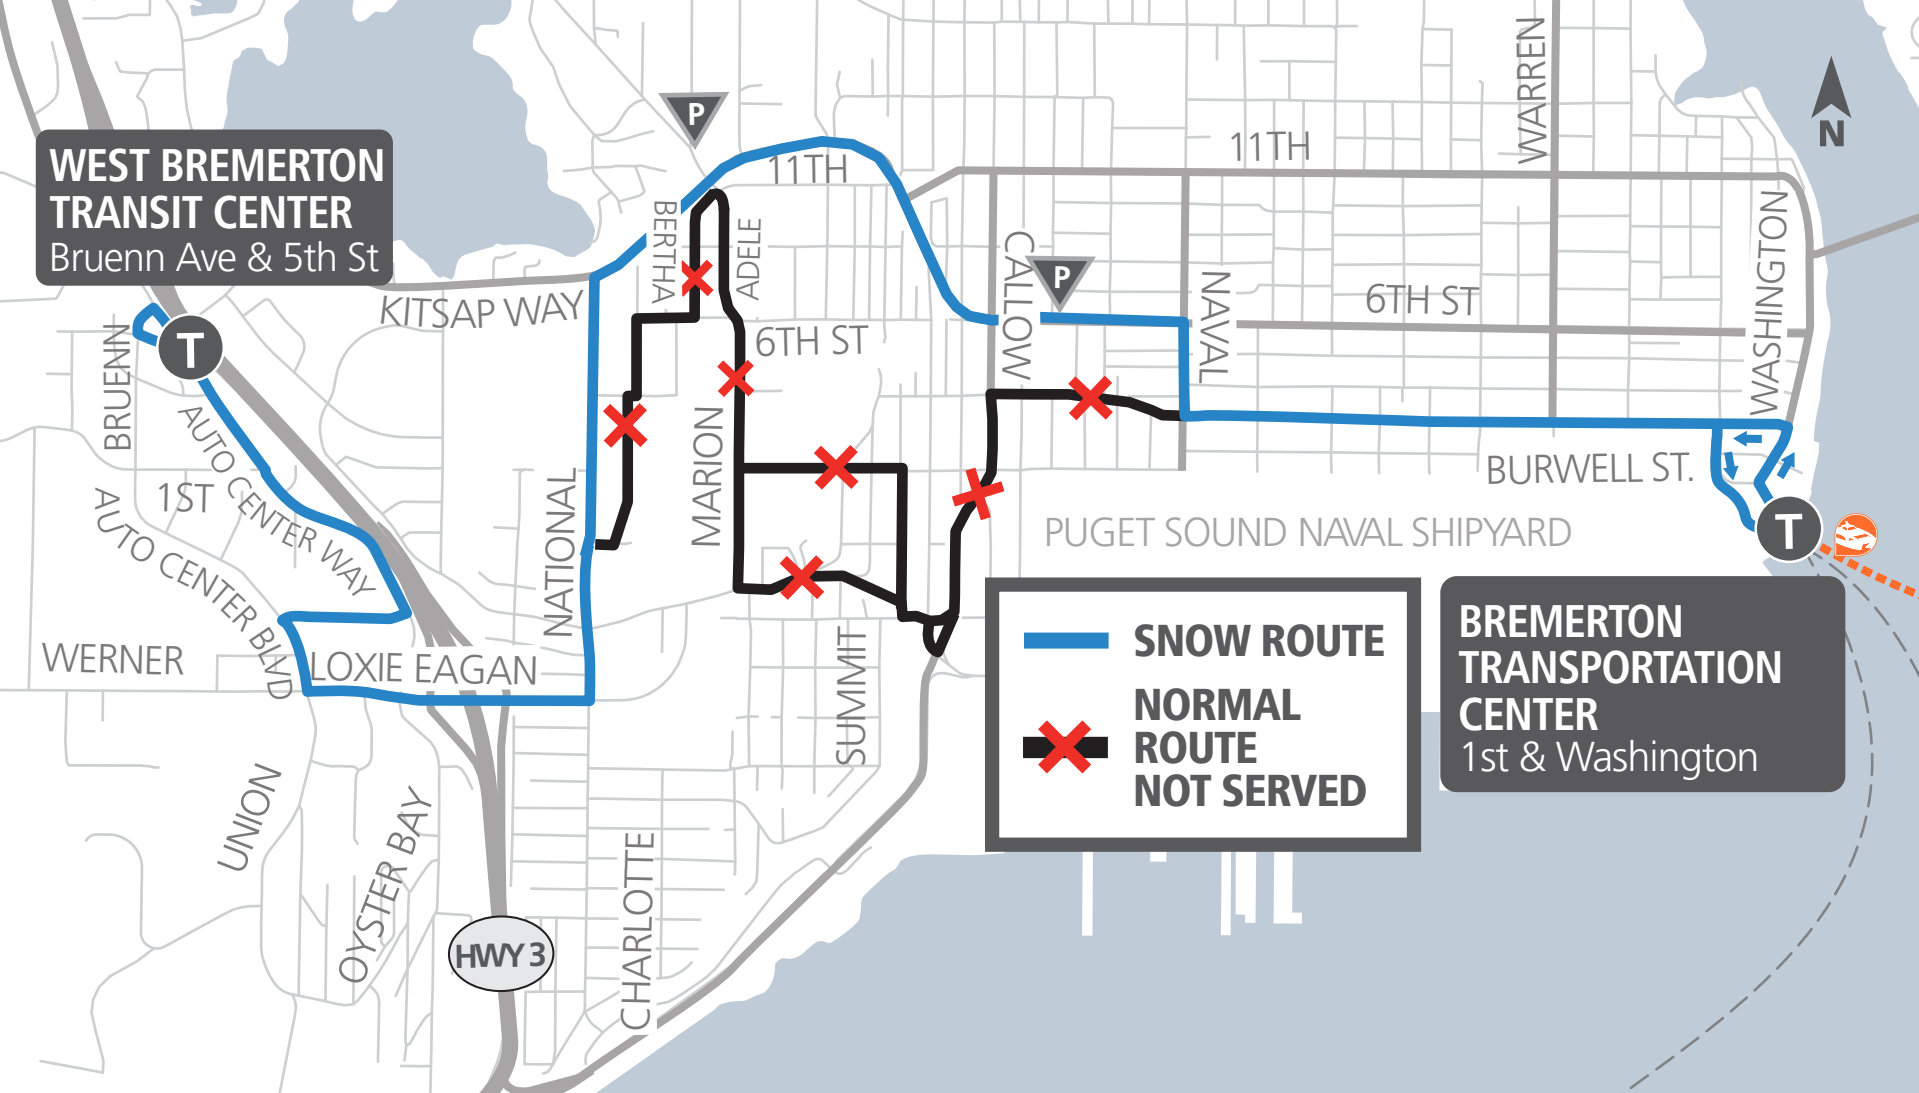 WARREN
P
N
11TH
WEST BREMERTON
TRANSIT CENTER
Bruenn Ave & 5th St
11TH
BERTHA
ADELE
CALLOW
P
NAVAL
6TH ST
WASHINGTON
KITSAP WAY
6TH ST
T
BRUENN
AUTO CENTER WAY
MARION
1ST
AUTO CENTER BLVD
NATIONAL
BURWELL ST.
PUGET SOUND NAVAL SHIPYARD
T
WERNER
LOXIE EAGAN
SUMMIT
SNOW ROUTE
NORMAL
ROUTE
NOT SERVED
BREMERTON
TRANSPORTATION
CENTER
1st & Washington
UNION
OYSTER BAY
CHARLOTTE
HWY 3